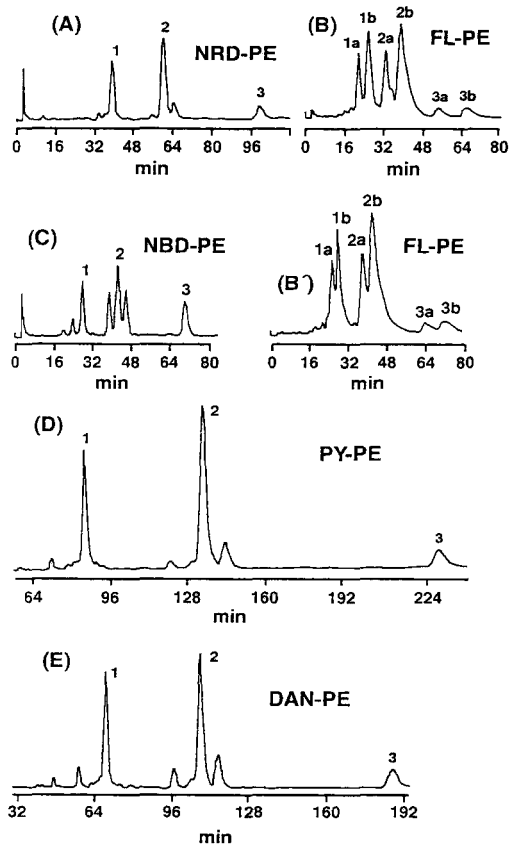 (A)
NRD-PE
1
2
3
0 16 32 48 64 80 96
min
(B)
FL-PE
1a
1b
2a
2b
3a
3b
0 16 32 48 64 80
min
(C)
NBD-PE
1
2
3
0 16 32 48 64 80
min
(B´)
FL-PE
1a
1b
2a
2b
3a
3b
0 16 32 48 64 80
min
(D)
PY-PE
1
2
3
64 96 128 160 192 224
min
(E)
DAN-PE
1
2
3
32 64 96 128 160 192
min